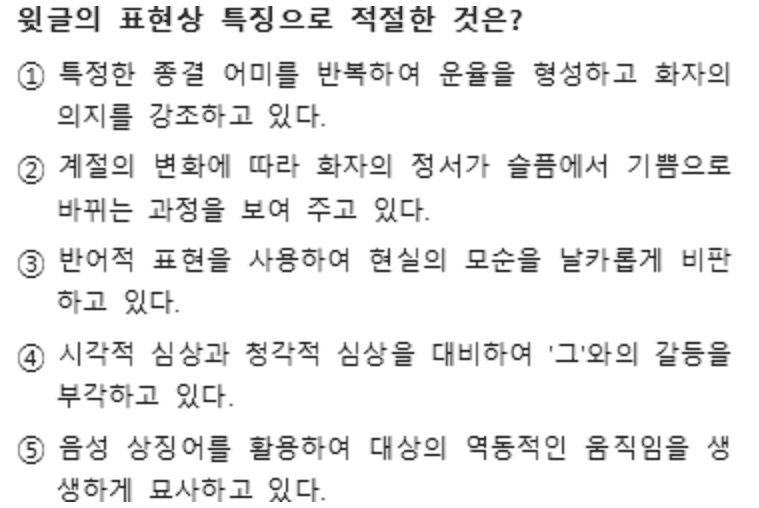 윗글의 표현상 특징으로 적절한 것은?
① 특정한 종결 어미를 반복하여 운율을 형성하고 화자의
의지를 강조하고 있다.
② 계절의 변화에 따라 화자의 정서가 슬픔에서 기쁨으로
바뀌는 과정을 보여 주고 있다.
③ 반어적 표현을 사용하여 현실의 모순을 날카롭게 비판
하고 있다.
④ 시각적 심상과 청각적 심상을 대비하여 '그'와의 갈등을
부각하고 있다.
⑤ 음성 상징어를 활용하여 대상의 역동적인 움직임을 생
생하게 묘사하고 있다.